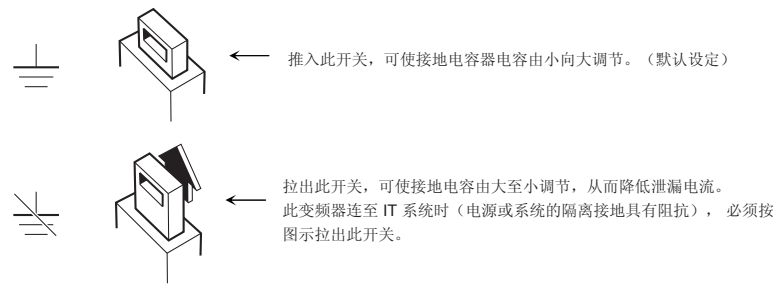 推入此开关，可使接地电容器电容由小向大调节。（默认设定）
拉出此开关，可使接地电容由大至小调节，从而降低泄漏电流。
此变频器连至 IT 系统时（电源或系统的隔离接地具有阻抗）， 必须按
图示拉出此开关。